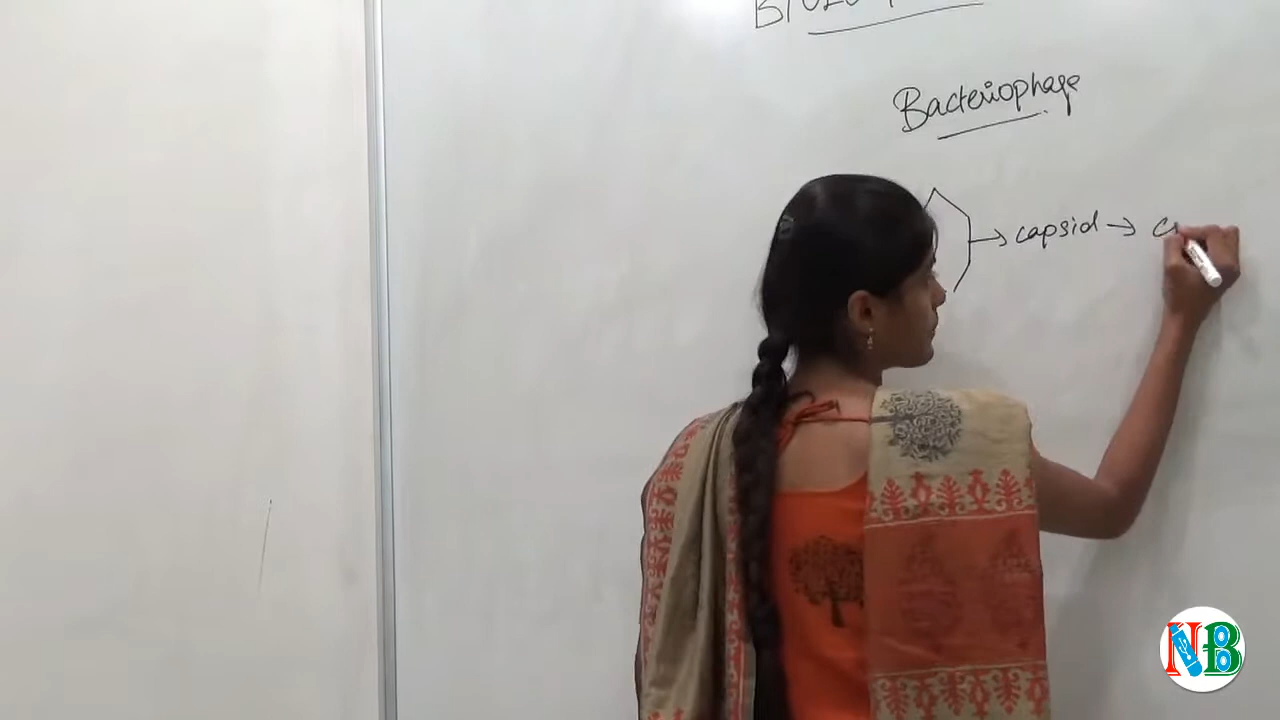 Bacteriophage
→ capsid →
NB